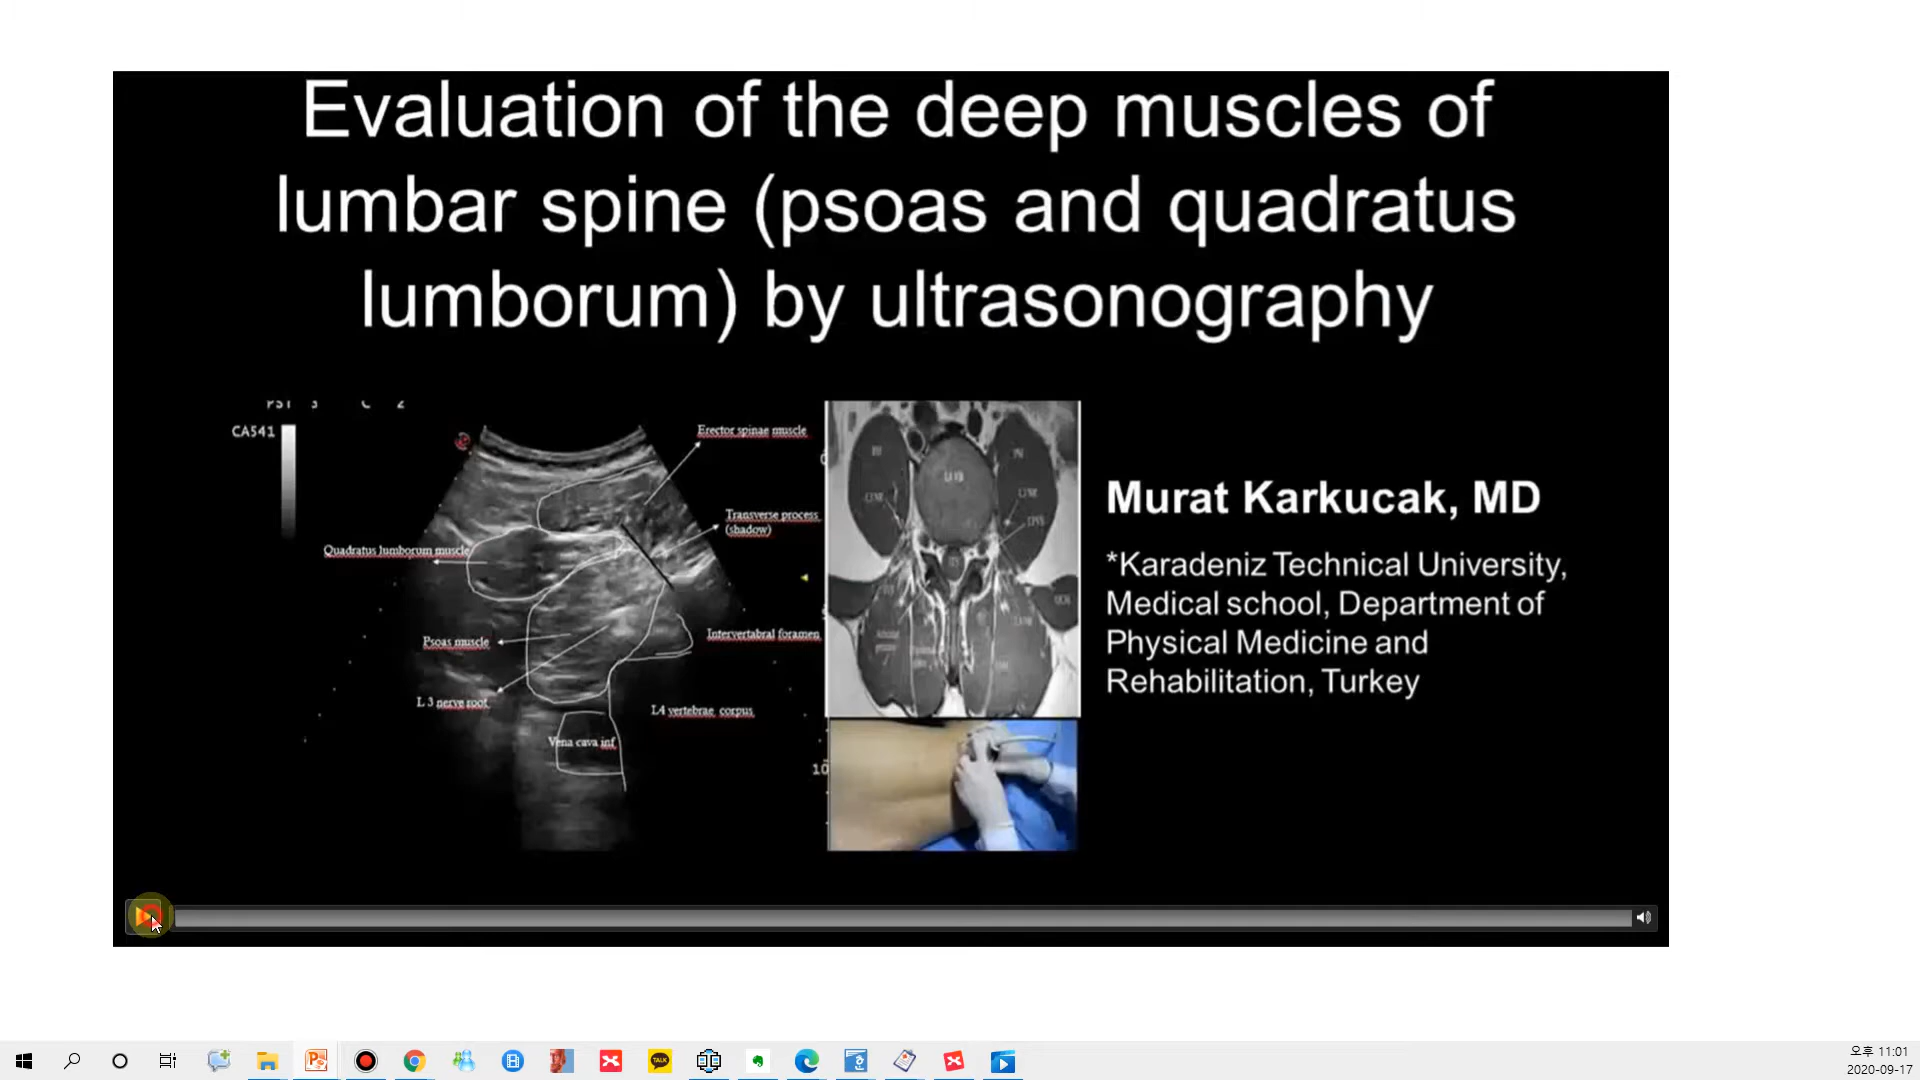 Evaluation of the deep muscles of
lumbar spine (psoas and quadratus
lumborum) by ultrasonography
CA541
Erector spinae muscle
Transverse process
(shadow)
Quadratus lumborum muscle
Psoas muscle
Intervertabral foramen
L 3 nerve root
L4 vertebrae corpus
Vena cava inf
10
Murat Karkucak, MD
*Karadeniz Technical University,
Medical school, Department of
Physical Medicine and
Rehabilitation, Turkey
TALK
오후 11:01
2020-09-17